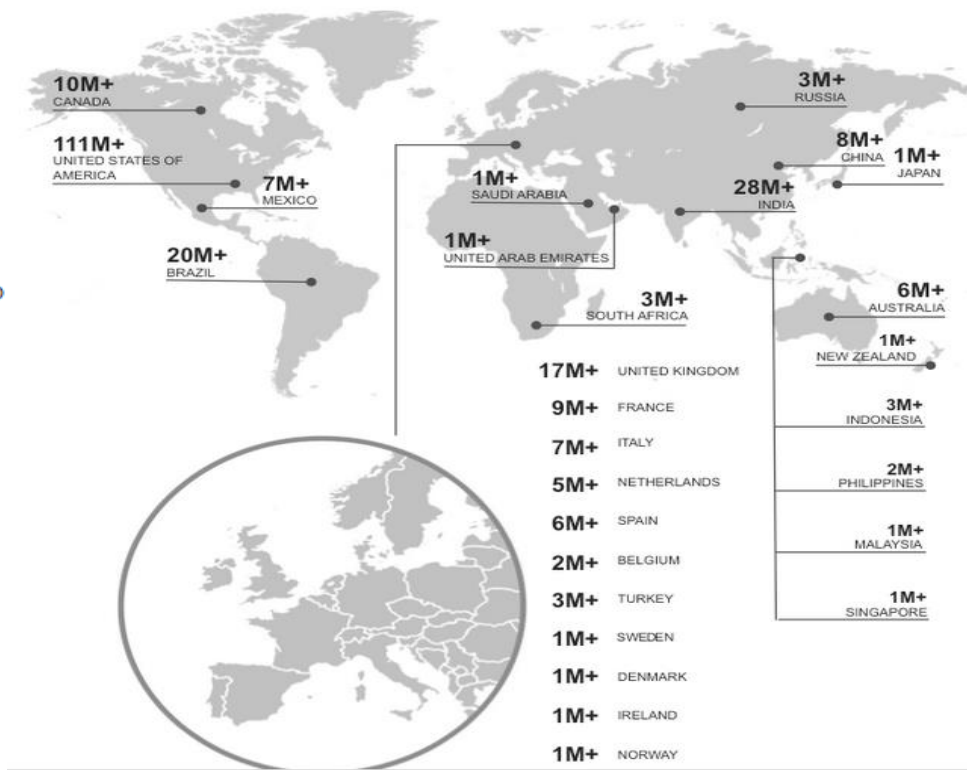 10M+
CANADA
111M+
UNITED STATES OF
AMERICA
7M+
MEXICO
20M+
BRAZIL
3M+
RUSSIA
8M+
CHINA
1M+
JAPAN
1M+
SAUDI ARABIA
28M+
INDIA
1M+
UNITED ARAB EMIRATES
3M+
SOUTH AFRICA
6M+
AUSTRALIA
1M+
NEW ZEALAND
3M+
INDONESIA
2M+
PHILIPPINES
1M+
MALAYSIA
1M+
SINGAPORE
17M+ UNITED KINGDOM
9M+ FRANCE
7M+ ITALY
5M+ NETHERLANDS
6M+ SPAIN
2M+ BELGIUM
3M+ TURKEY
1M+ SWEDEN
1M+ DENMARK
1M+ IRELAND
1M+ NORWAY